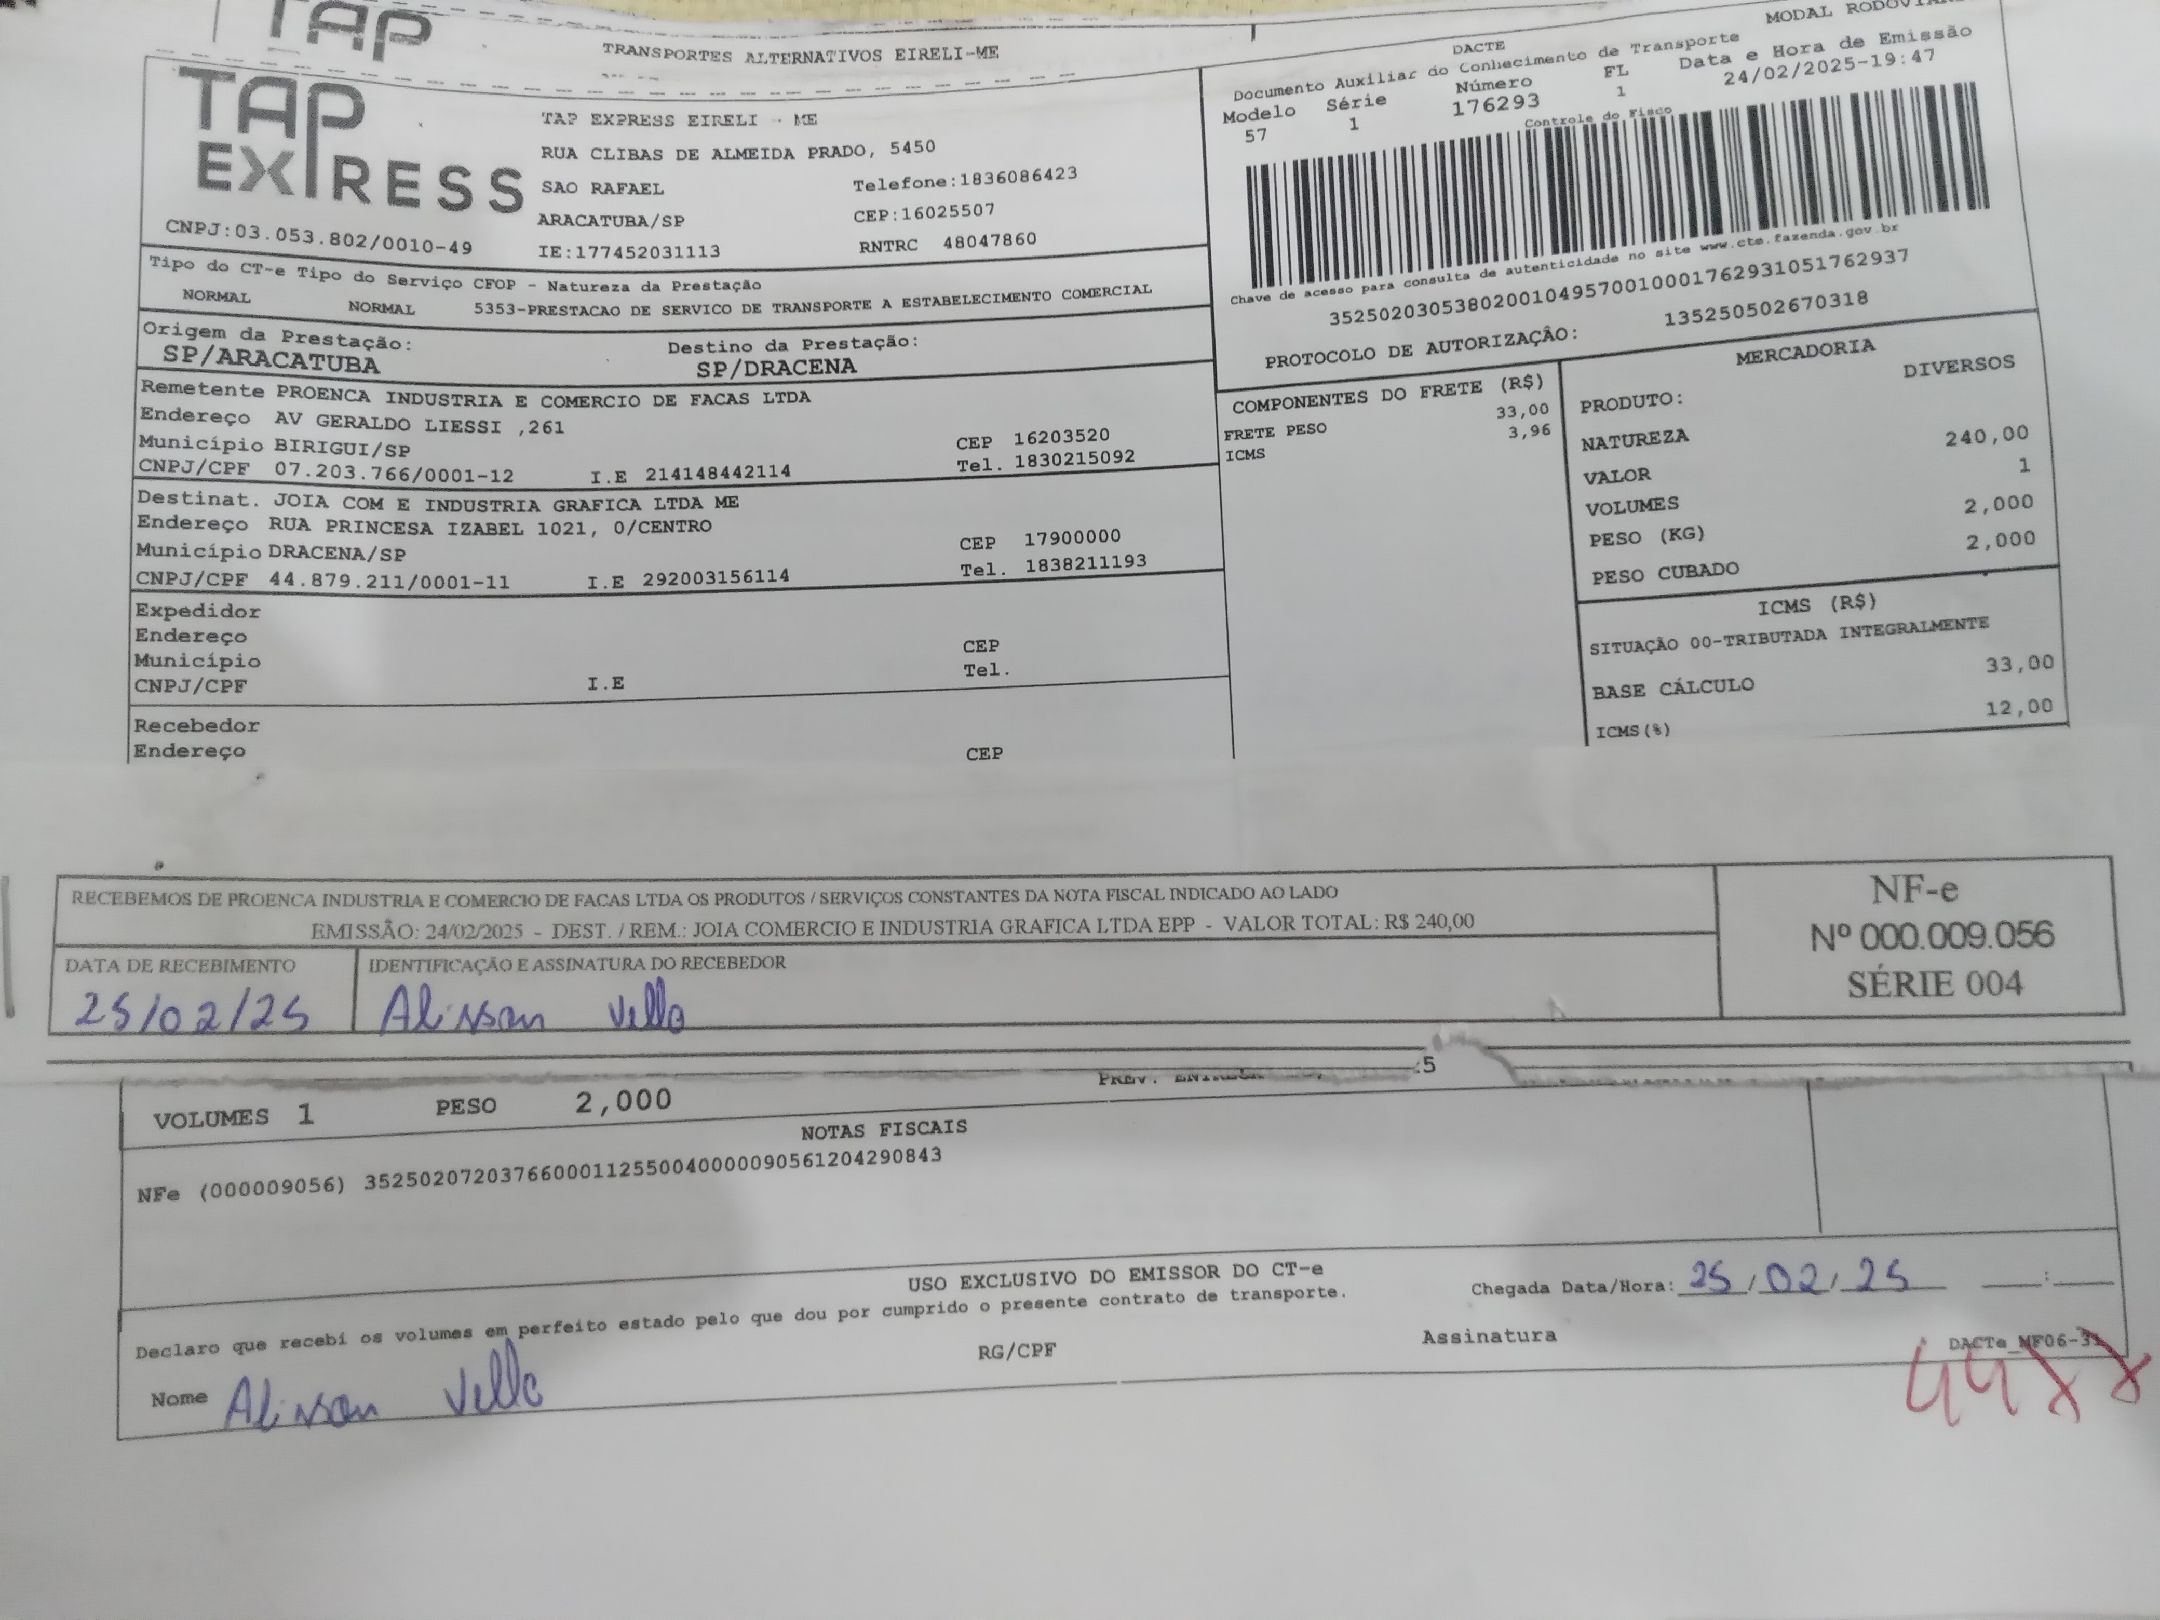 TAP
TRANSPORTES ALTERNATIVOS EIRELI-ME
TAP
EXPRESS
CNPJ:03.053.802/0010-49
TAP EXPRESS EIRELI - ME
RUA CLIBAS DE ALMEIDA PRADO, 5450
SAO RAFAEL Telefone:1836086423
ARACATUBA/SP CEP:16025507
IE:177452031113 RNTRC 48047860
MODAL
DACTE
Documento Auxiliar do Conhecimento de Transporte
Modelo Série Número FL Data e Hora de Emissão
57 1 176293 1 24/02/2025-19:47
Controle do Fisco
Chave de acesso para consulta de autenticidade no site www.cte.fazenda.gov.br
35250203053802001049570010001762931051762937
PROTOCOLO DE AUTORIZAÇÃO: 135250502670318
Tipo do CT-e Tipo do Serviço CFOP - Natureza da Prestação
NORMAL NORMAL 5353-PRESTACAO DE SERVICO DE TRANSPORTE A ESTABELECIMENTO COMERCIAL
Origem da Prestação: Destino da Prestação:
SP/ARACATUBA SP/DRACENA
Remetente PROENCA INDUSTRIA E COMERCIO DE FACAS LTDA
Endereço AV GERALDO LIESSI ,261
Município BIRIGUI/SP CEP 16203520
CNPJ/CPF 07.203.766/0001-12 I.E 214148442114 Tel. 1830215092
Destinat. JOIA COM E INDUSTRIA GRAFICA LTDA ME
Endereço RUA PRINCESA IZABEL 1021, 0/CENTRO
Município DRACENA/SP CEP 17900000
CNPJ/CPF 44.879.211/0001-11 I.E 292003156114 Tel. 1838211193
Expedidor
Endereço
Município CEP
CNPJ/CPF I.E Tel.
Recebedor
Endereço CEP
COMPONENTES DO FRETE (R$)
FRETE PESO 33,00
ICMS 3,96
MERCADORIA
PRODUTO: DIVERSOS
NATUREZA
VALOR 240,00
VOLUMES 1
PESO (KG) 2,000
PESO CUBADO 2,000
ICMS (R$)
SITUAÇÃO 00-TRIBUTADA INTEGRALMENTE
BASE CÁLCULO 33,00
ICMS(%) 12,00
RECEBEMOS DE PROENCA INDUSTRIA E COMERCIO DE FACAS LTDA OS PRODUTOS / SERVIÇOS CONSTANTES DA NOTA FISCAL INDICADO AO LADO
EMISSÃO: 24/02/2025 - DEST. / REM.: JOIA COMERCIO E INDUSTRIA GRAFICA LTDA EPP - VALOR TOTAL: R$ 240,00
DATA DE RECEBIMENTO IDENTIFICAÇÃO E ASSINATURA DO RECEBEDOR
25/02/25 Alisson Vello
NF-e
Nº 000.009.056
SÉRIE 004
VOLUMES 1 PESO 2,000
NOTAS FISCAIS
NFe (000009056) 35250207203766000112550040000090561204290843
USO EXCLUSIVO DO EMISSOR DO CT-e
Declaro que recebi os volumes em perfeito estado pelo que dou por cumprido o presente contrato de transporte.
Chegada Data/Hora: 25/02/25 :
Nome Alisson Vello RG/CPF Assinatura